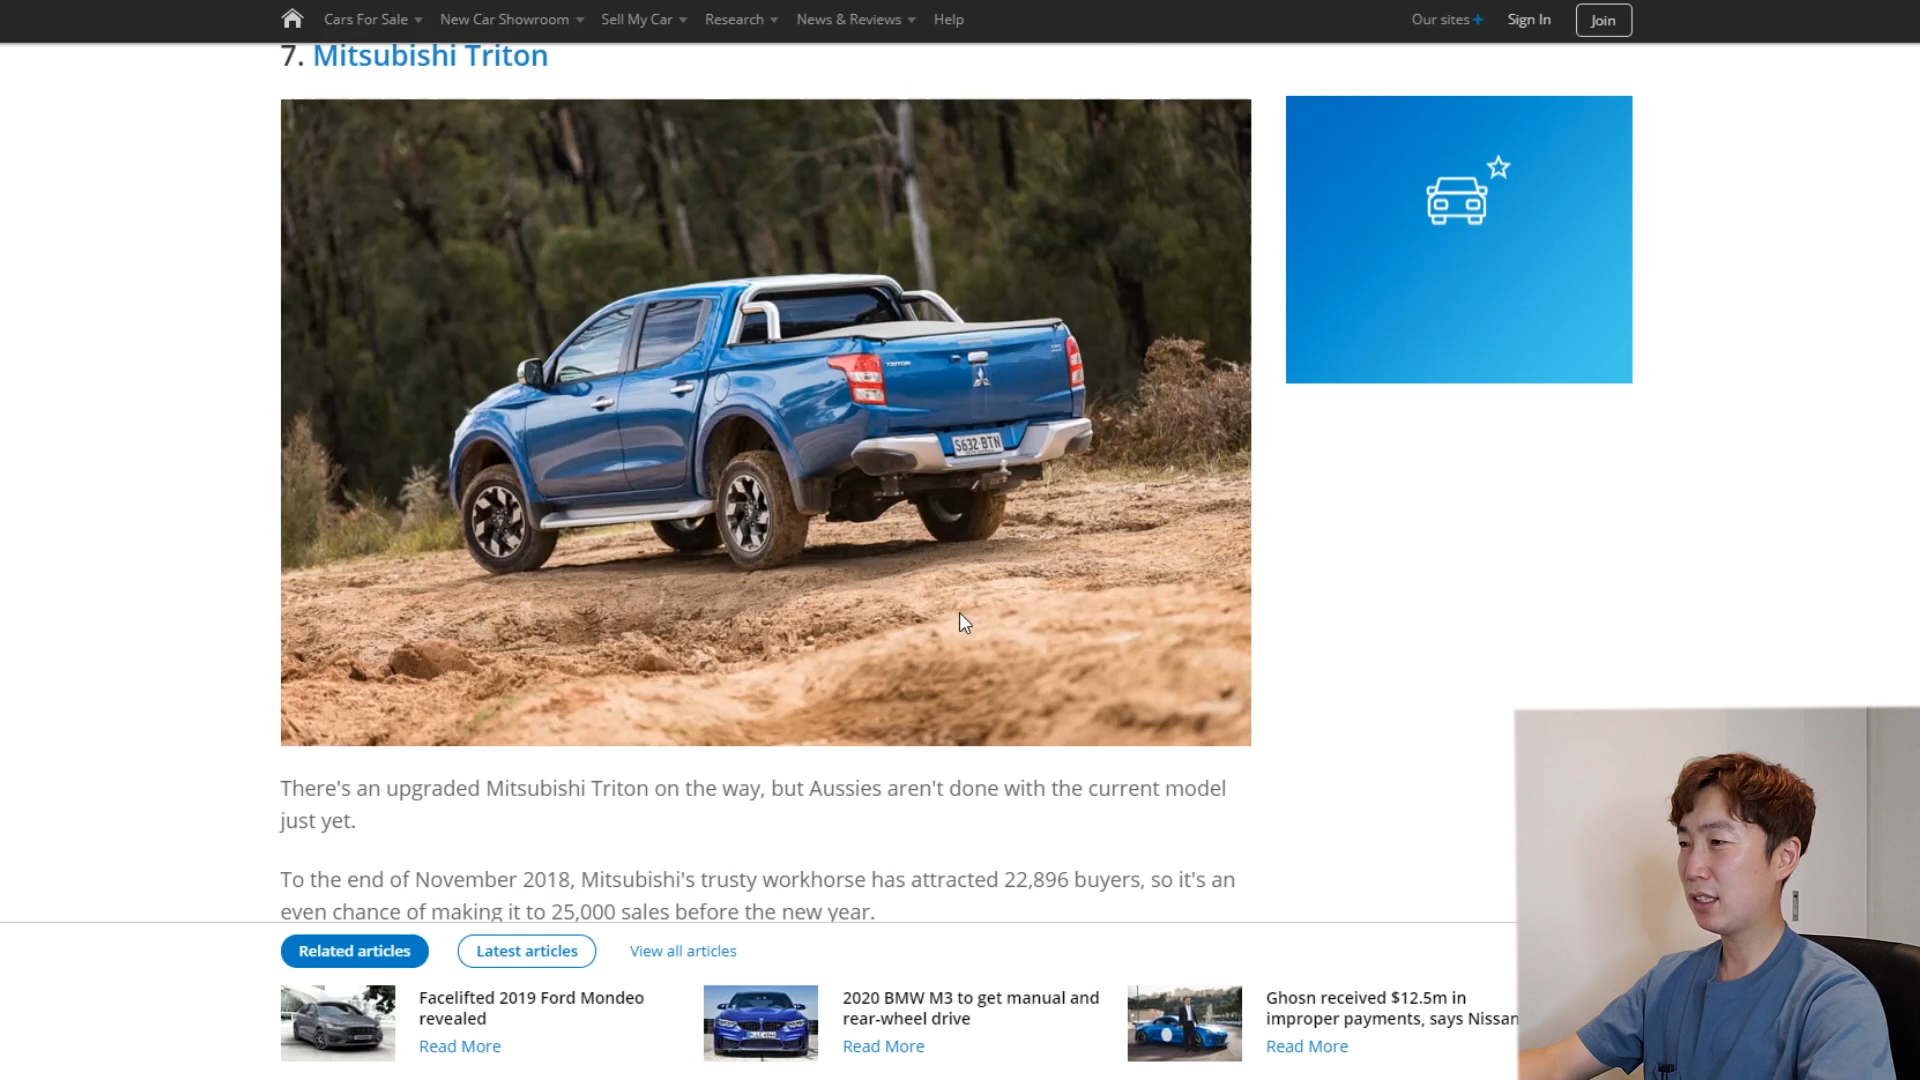 Cars For Sale
New Car Showroom
Sell My Car
Research
News & Reviews
Help
Our sites+
Sign In
Join
7. Mitsubishi Triton
TRITON
S632·BTN
There's an upgraded Mitsubishi Triton on the way, but Aussies aren't done with the current model
just yet.
To the end of November 2018, Mitsubishi's trusty workhorse has attracted 22,896 buyers, so it's an
even chance of making it to 25,000 sales before the new year.
Related articles
Latest articles
View all articles
Facelifted 2019 Ford Mondeo
revealed
Read More
2020 BMW M3 to get manual and
rear-wheel drive
Read More
Ghosn received $12.5m in
improper payments, says Nissan
Read More